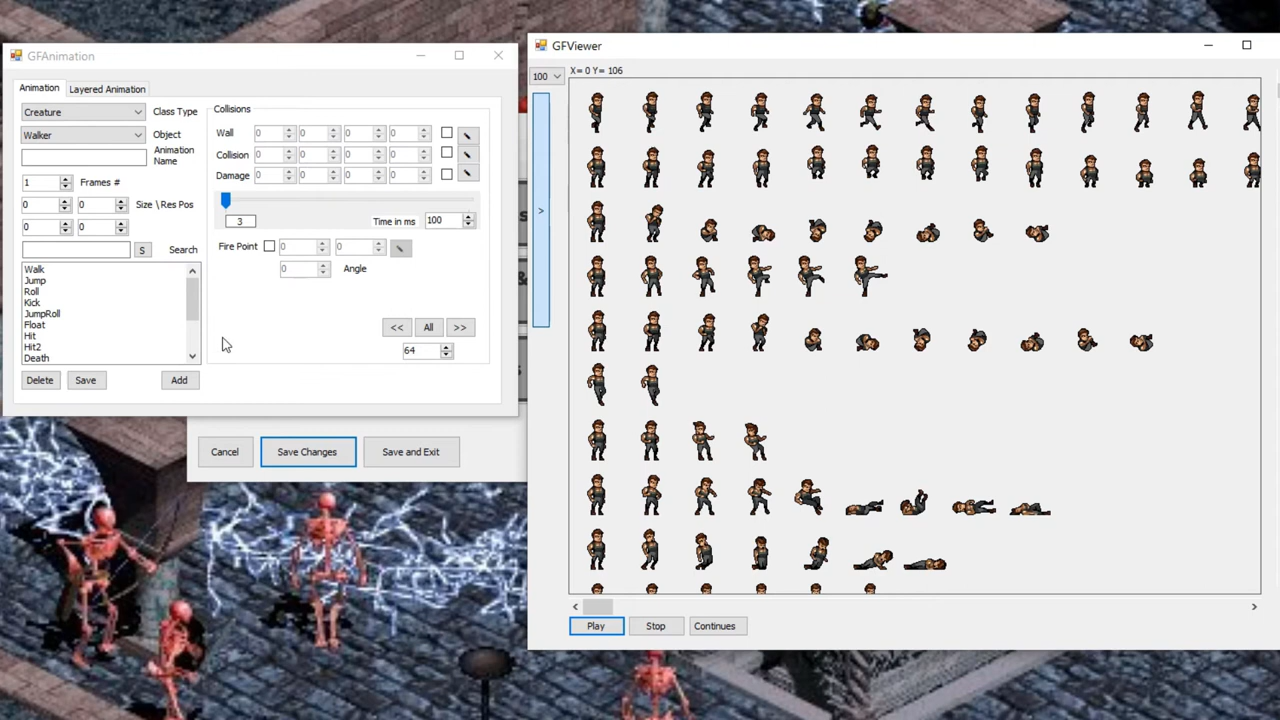 GFAnimation
Animation Layered Animation
Creature Class Type
Walker Object
Animation Name
1 Frames #
0 0 Size \Res Pos
0 0
S Search
Walk
Jump
Roll
Kick
JumpRoll
Float
Hit
Hit2
Death
Delete Save Add
Collisions
Wall 0 0 0 0
Collision 0 0 0 0
Damage 0 0 0 0
3 Time in ms 100
Fire Point 0 0
0 Angle
<< All >>
64
Cancel Save Changes Save and Exit
GFViewer
100 X= 0 Y= 106
>
< >
Play Stop Continues